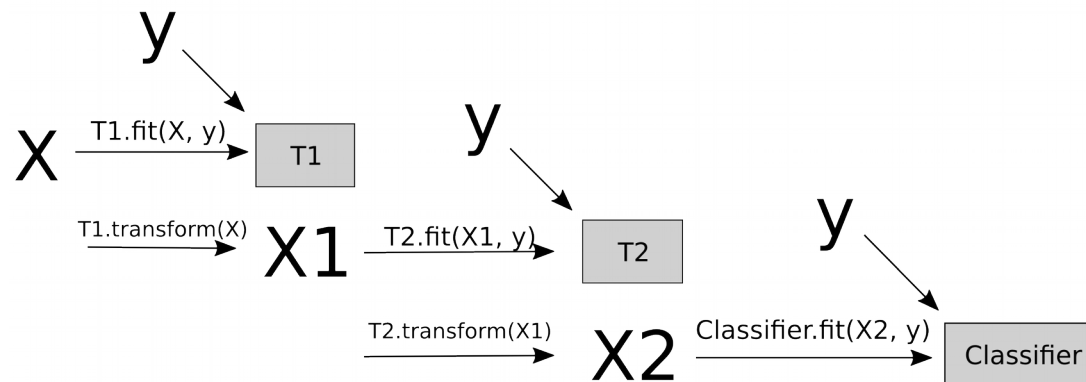 y
X
T1.fit(X, y)
T1
y
T1.transform(X)
X1
T2.fit(X1, y)
T2
y
T2.transform(X1)
X2
Classifier.fit(X2, y)
Classifier